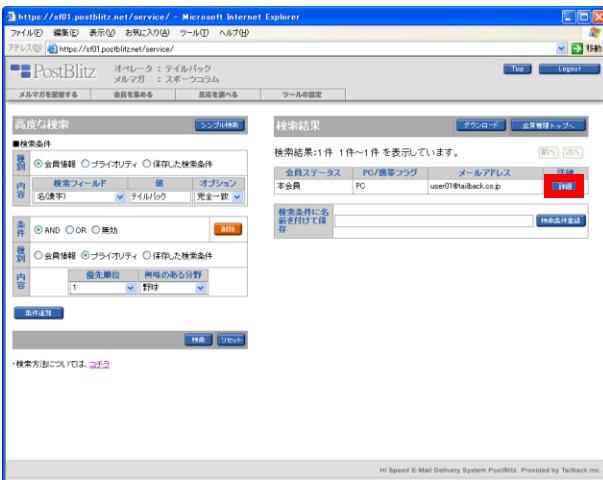 https://sf01.postblitz.net/service/ - Microsoft Internet Explorer
ファイル(F) 編集(E) 表示(V) お気に入り(A) ツール(T) ヘルプ(H)
アドレス(D) https://sf01.postblitz.net/service/ 移動
PostBlitz オペレータ : テイルバック Top Logout
メルマガ : スポーツコラム
メルマガを配信する 会員を集める 反応を調べる ツールの設定
高度な検索 シンプル検索
■検索条件
種別 会員情報 プライオリティ 保存した検索条件
内容 検索フィールド 値 オプション
名(漢字) テイルバック 完全一致
条件 AND OR 無効 削除
種別 会員情報 プライオリティ 保存した検索条件
内容 優先順位 興味のある分野
1 野球
条件追加
検索 リセット
・検索方法については、コチラ
検索結果 ダウンロード 会員管理トップへ
検索結果:1件 1件～1件 を表示しています。 前へ 次へ
会員ステータス PC/携帯フラグ メールアドレス 詳細
本会員 PC user01@tailback.co.jp 詳細
検索条件に名前を付けて保存 検索条件登録
Hi Speed E-Mail Delivery System PostBlitz. Provided by Tailback inc.